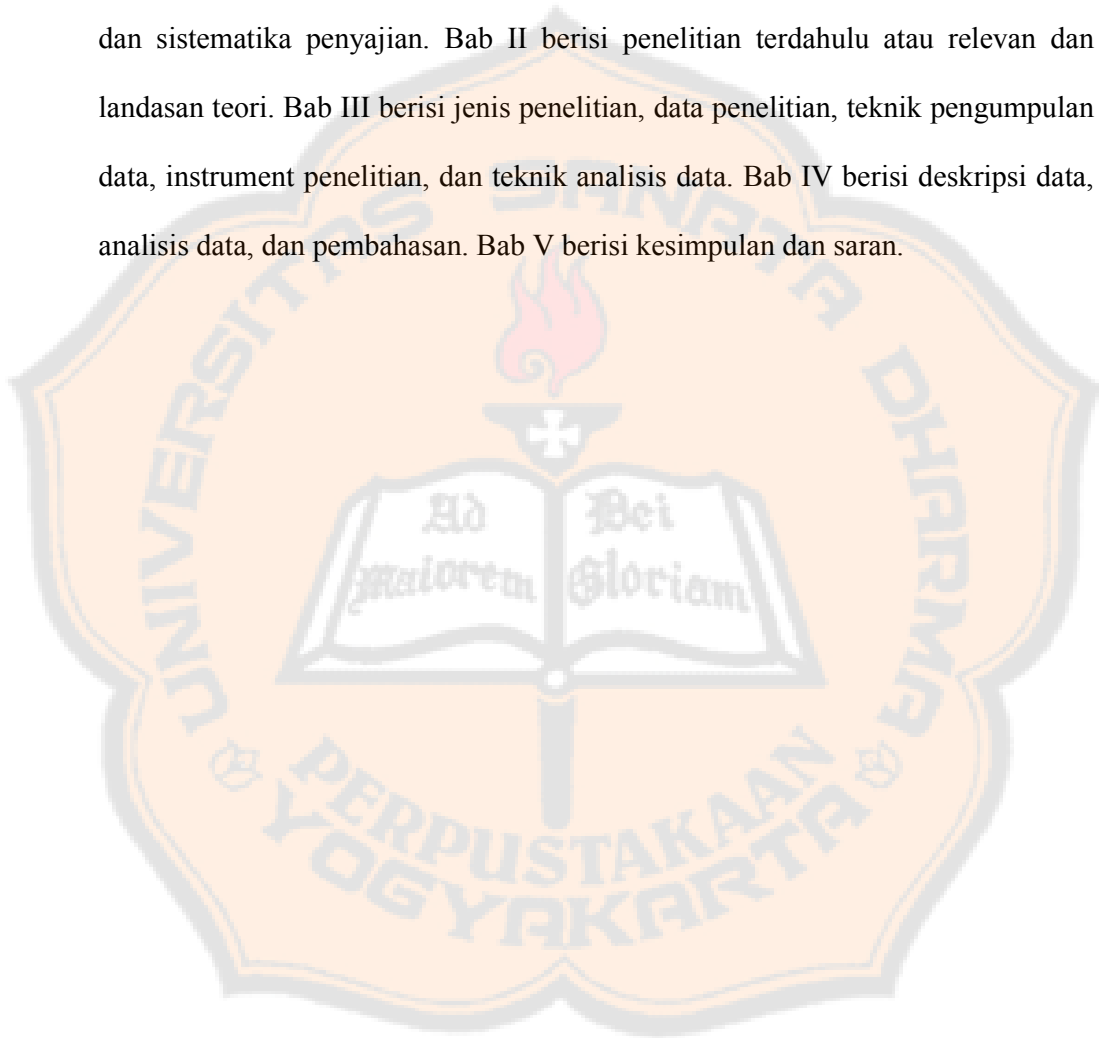 dan sistematika penyajian. Bab II berisi penelitian terdahulu atau relevan dan
landasan teori. Bab III berisi jenis penelitian, data penelitian, teknik pengumpulan
data, instrument penelitian, dan teknik analisis data. Bab IV berisi deskripsi data,
analisis data, dan pembahasan. Bab V berisi kesimpulan dan saran.
UNIVERSITAS SANATA DHARMA
Ad Dei
Maiorem Gloriam
PERPUSTAKAAN
YOGYAKARTA